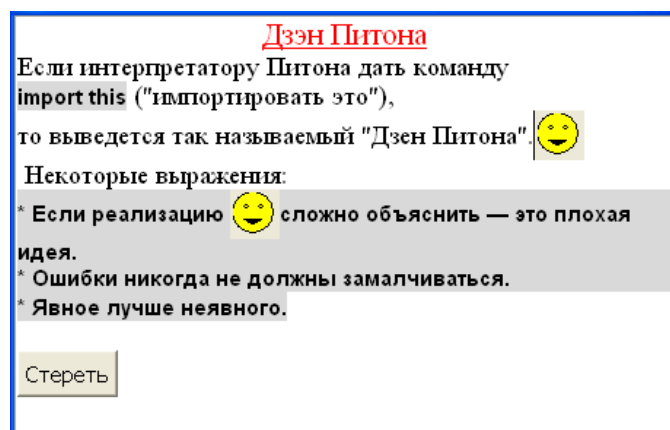 Дзэн Питона
Если интерпретатору Питона дать команду
import this ("импортировать это"),
то выведется так называемый "Дзен Питона".
Некоторые выражения:
* Если реализацию сложно объяснить — это плохая
идея.
* Ошибки никогда не должны замалчиваться.
* Явное лучше неявного.
Стереть